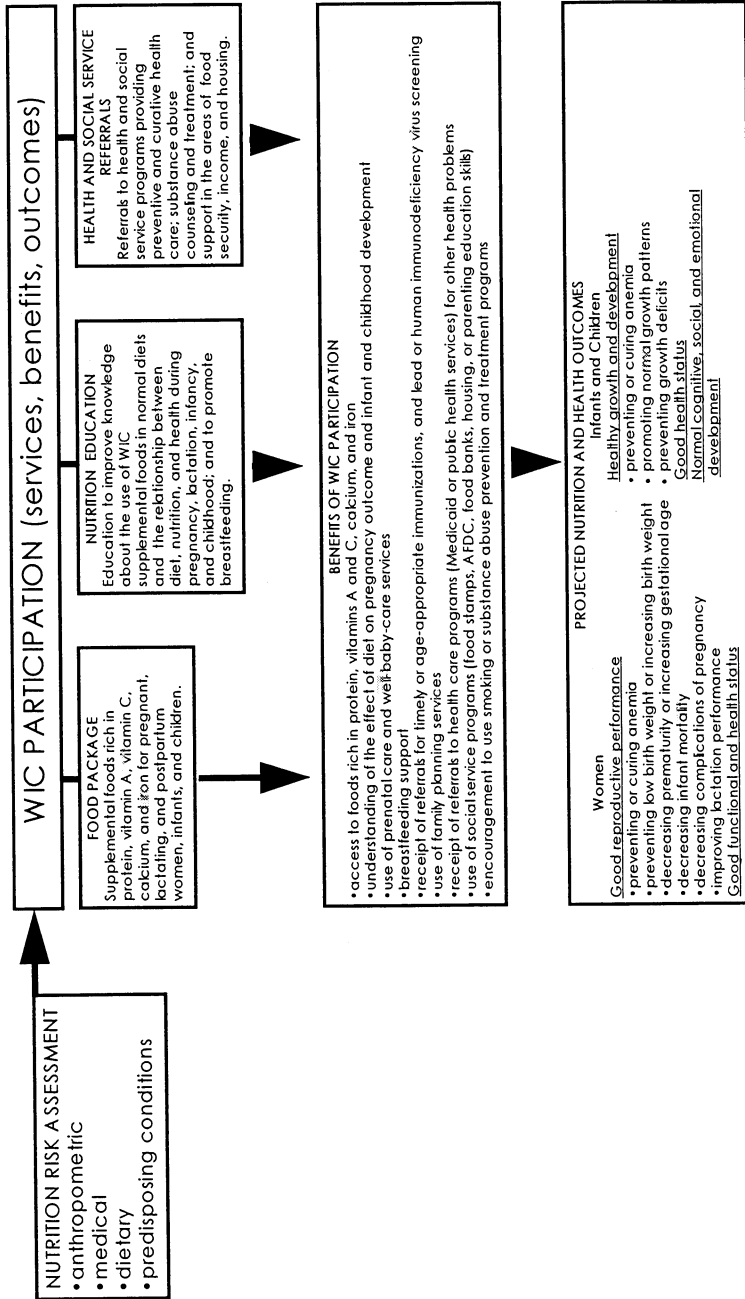 NUTRITION RISK ASSESSMENT
•anthropometric
•medical
•dietary
•predisposing conditions
WIC PARTICIPATION (services, benefits, outcomes)
FOOD PACKAGE
Supplemental foods rich in
protein, vitamin A, vitamin C,
calcium, and iron for pregnant,
lactating, and postpartum
women, infants, and children.
NUTRITION EDUCATION
Education to improve knowledge
about the use of WIC
supplemental foods in normal diets
and the relationship between
diet, nutrition, and health during
pregnancy, lactation, infancy,
and childhood; and to promote
breastfeeding.
HEALTH AND SOCIAL SERVICE
REFERRALS
Referrals to health and social
service programs providing
preventive and curative health
care; substance abuse
counseling and treatment; and
support in the areas of food
security, income, and housing.
BENEFITS OF WIC PARTICIPATION
•access to foods rich in protein, vitamins A and C, calcium, and iron
•understanding of the effect of diet on pregnancy outcome and infant and childhood development
•use of prenatal care and well-baby-care services
•breastfeeding support
•receipt of referrals for timely or age-appropriate immunizations, and lead or human immunodeficiency virus screening
•use of family planning services
•receipt of referrals to health care programs (Medicaid or public health services) for other health problems
•use of social service programs (food stamps, AFDC, food banks, housing, or parenting education skills)
•encouragement to use smoking or substance abuse prevention and treatment programs
PROJECTED NUTRITION AND HEALTH OUTCOMES
Women
Good reproductive performance
•preventing or curing anemia
•preventing low birth weight or increasing birth weight
•decreasing prematurity or increasing gestational age
•decreasing infant mortality
•decreasing complications of pregnancy
•improving lactation performance
Good functional and health status
Infants and Children
Healthy growth and development
• preventing or curing anemia
• promoting normal growth patterns
• preventing growth deficits
Good health status
Normal cognitive, social, and emotional
development